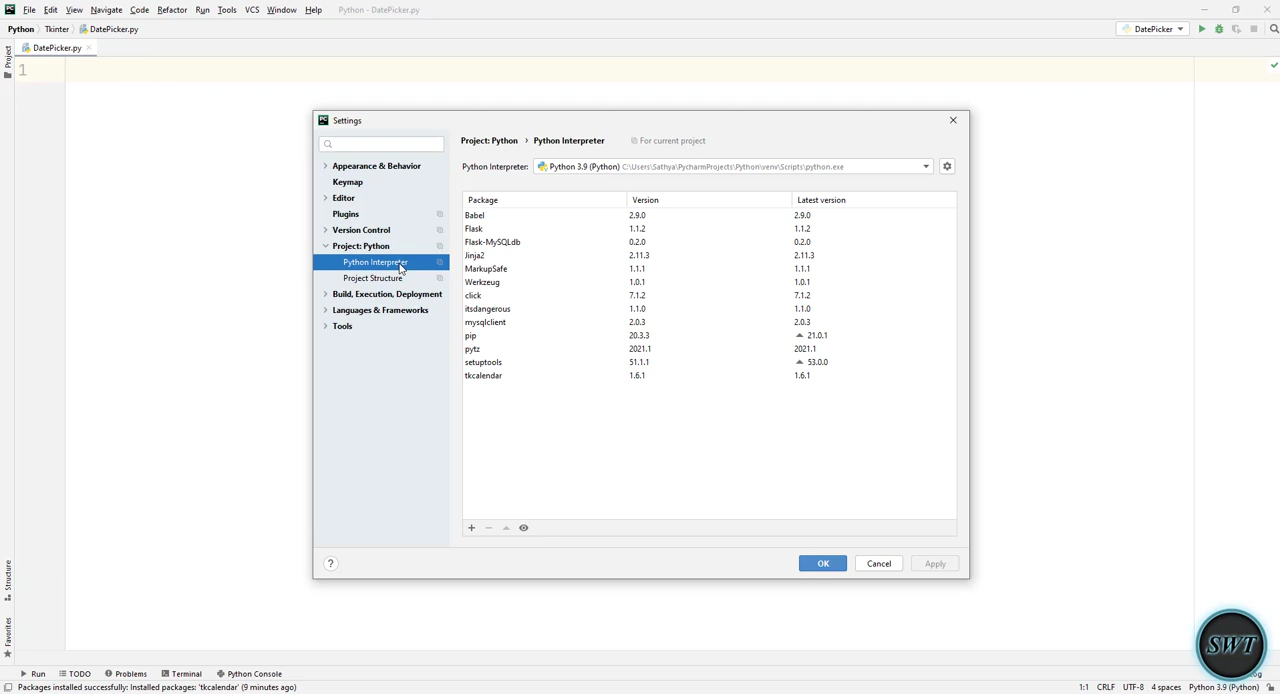 File Edit View Navigate Code Refactor Run Tools VCS Window Help Python - DatePicker.py
Python Tkinter DatePicker.py DatePicker
DatePicker.py
Project
1
Settings
Appearance & Behavior
Keymap
Editor
Plugins
Version Control
Project: Python
Python Interpreter
Project Structure
Build, Execution, Deployment
Languages & Frameworks
Tools
Project: Python › Python Interpreter For current project
Python Interpreter: Python 3.9 (Python) C:\Users\Sathya\PycharmProjects\Python\venv\Scripts\python.exe
Package Version Latest version
Babel 2.9.0 2.9.0
Flask 1.1.2 1.1.2
Flask-MySQLdb 0.2.0 0.2.0
Jinja2 2.11.3 2.11.3
MarkupSafe 1.1.1 1.1.1
Werkzeug 1.0.1 1.0.1
click 7.1.2 7.1.2
itsdangerous 1.1.0 1.1.0
mysqlclient 2.0.3 2.0.3
pip 20.3.3 21.0.1
pytz 2021.1 2021.1
setuptools 51.1.1 53.0.0
tkcalendar 1.6.1 1.6.1
? OK Cancel Apply
Structure
Favorites
SWT
Run TODO Problems Terminal Python Console
Packages installed successfully: Installed packages: 'tkcalendar' (9 minutes ago) 1:1 CRLF UTF-8 4 spaces Python 3.9 (Python)